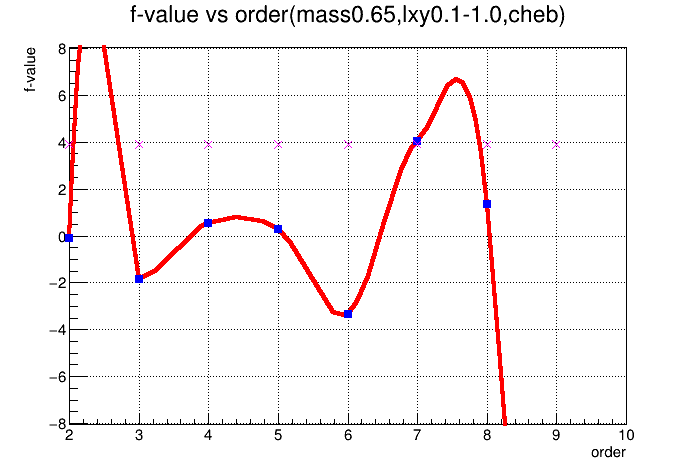 f-value vs order(mass0.65,lxy0.1-1.0,cheb)
f-value
8
6
4
2
0
−2
−4
−6
−8
2 3 4 5 6 7 8 9 10
order